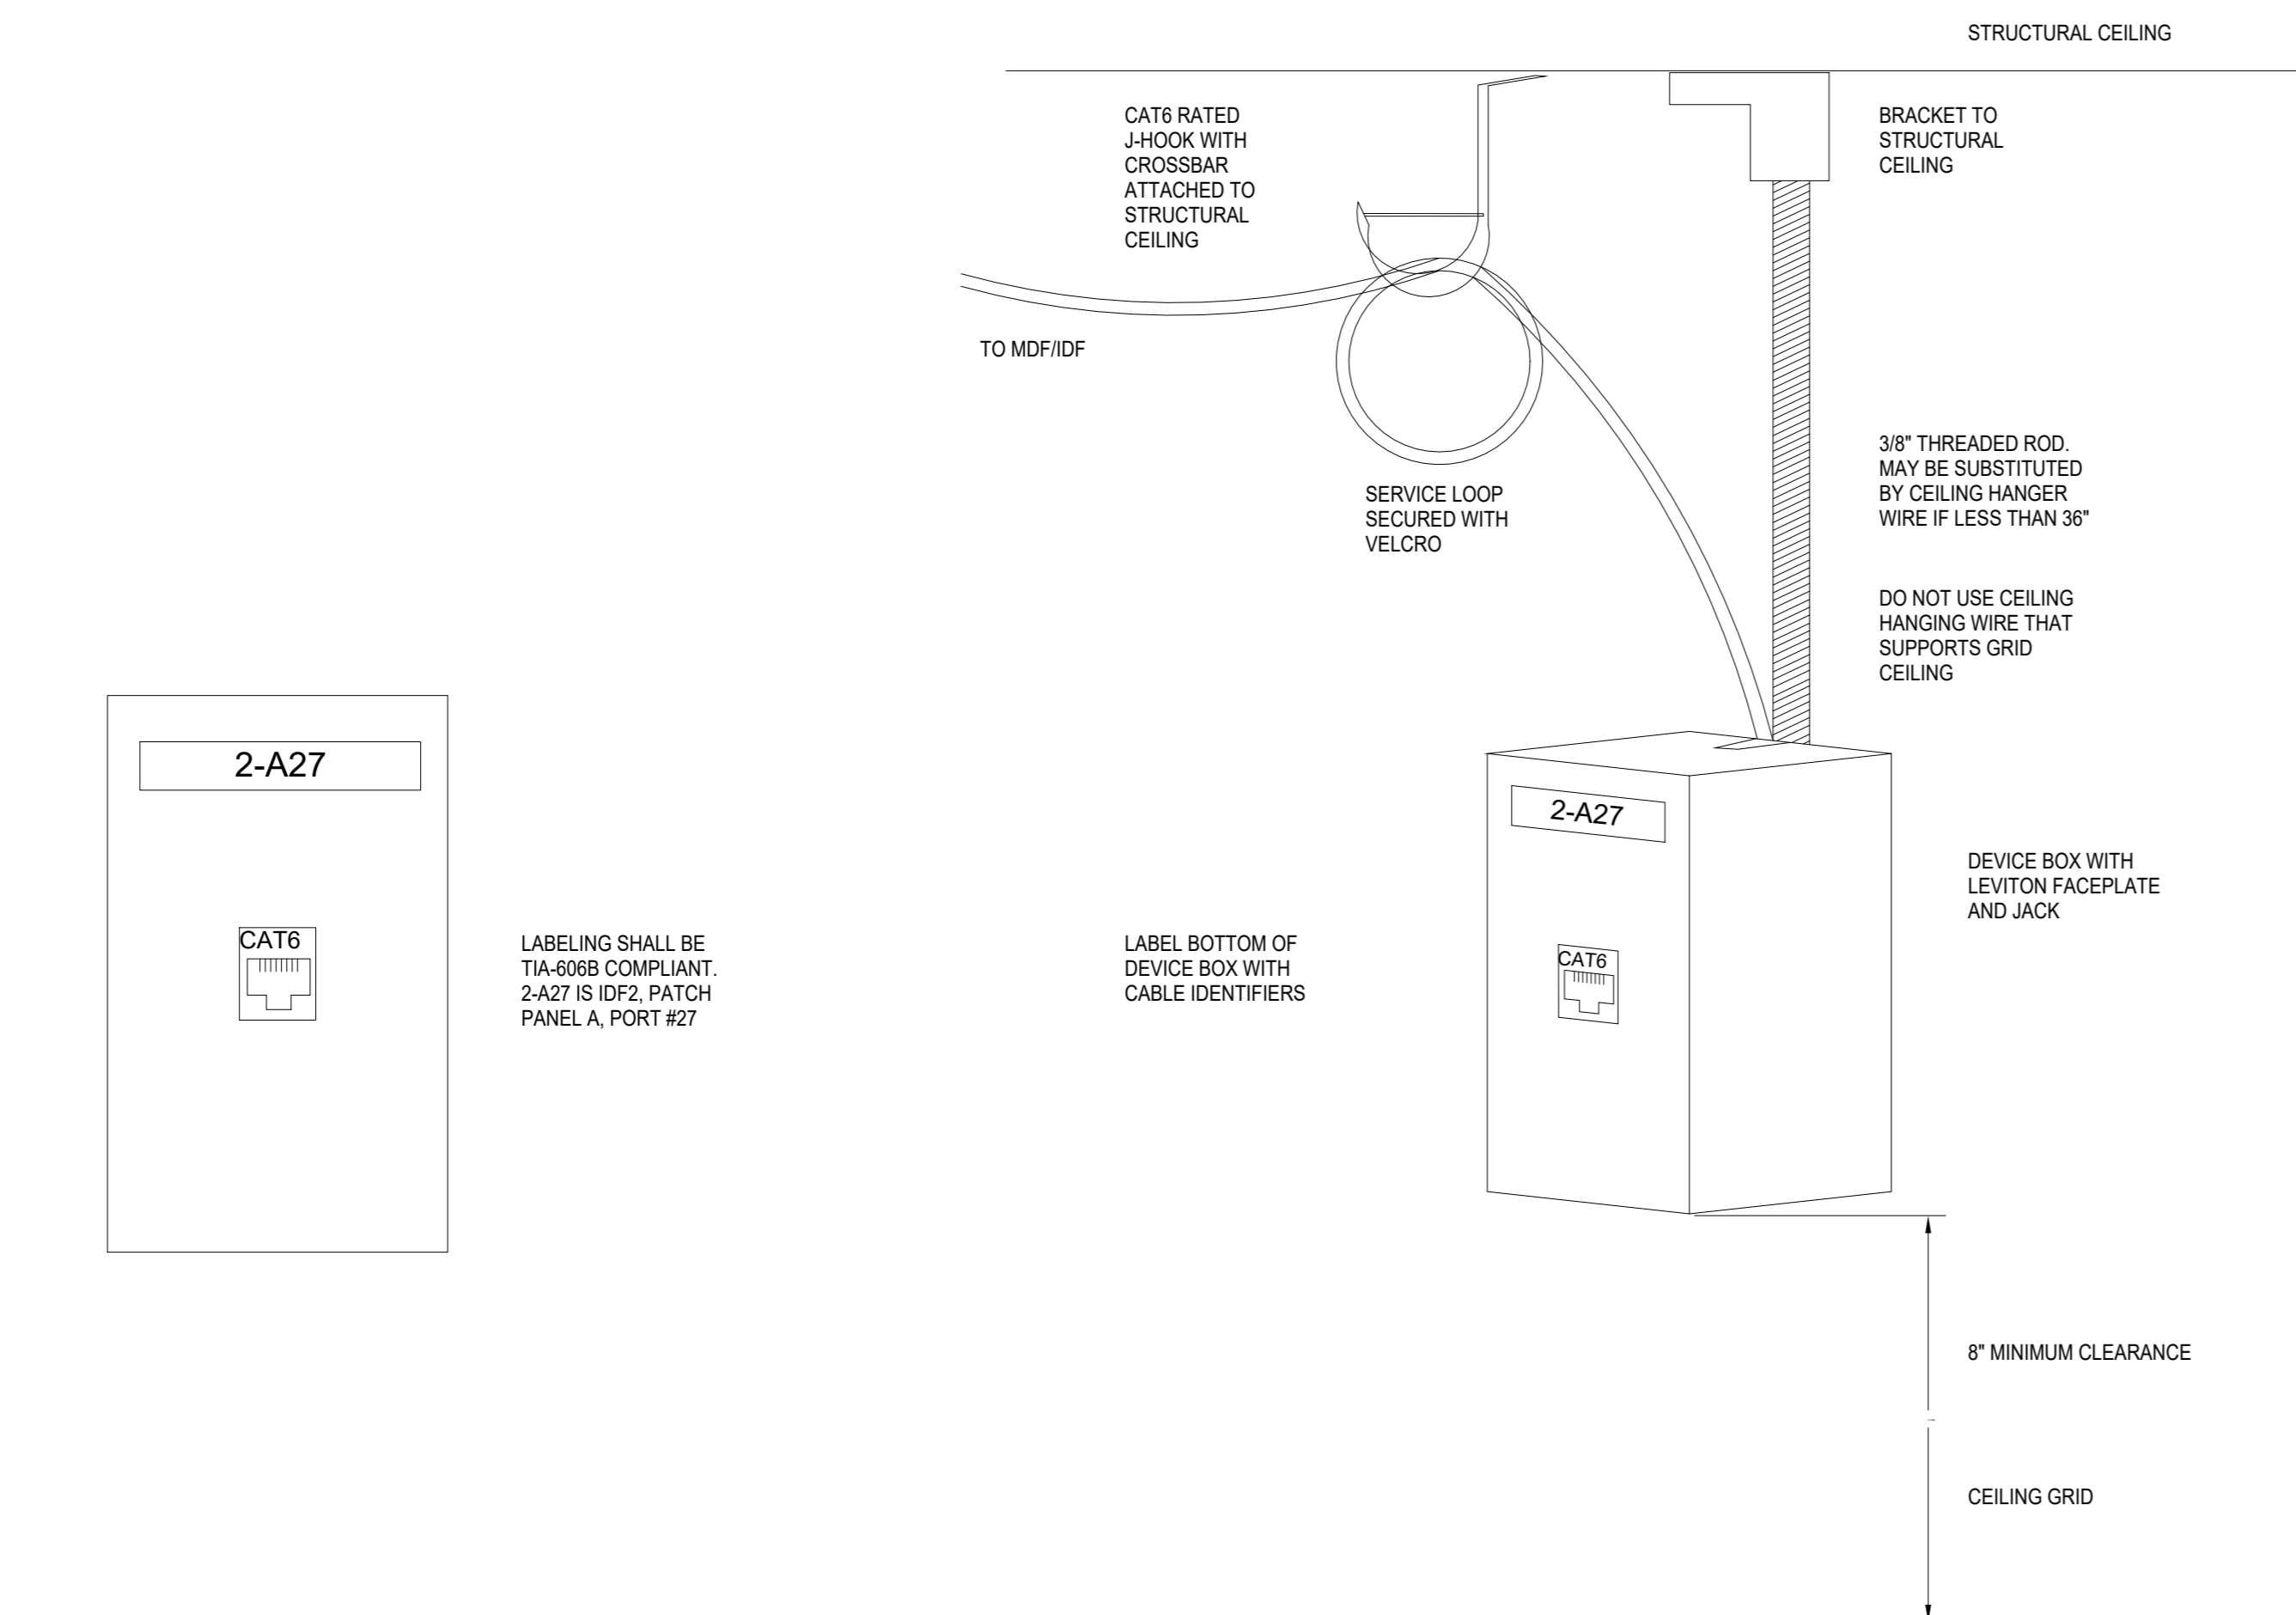 STRUCTURAL CEILING
CAT6 RATED
J-HOOK WITH
CROSSBAR
ATTACHED TO
STRUCTURAL
CEILING
BRACKET TO
STRUCTURAL
CEILING
TO MDF/IDF
SERVICE LOOP
SECURED WITH
VELCRO
3/8" THREADED ROD.
MAY BE SUBSTITUTED
BY CEILING HANGER
WIRE IF LESS THAN 36"
DO NOT USE CEILING
HANGING WIRE THAT
SUPPORTS GRID
CEILING
2-A27
CAT6
LABELING SHALL BE
TIA-606B COMPLIANT.
2-A27 IS IDF2, PATCH
PANEL A, PORT #27
LABEL BOTTOM OF
DEVICE BOX WITH
CABLE IDENTIFIERS
2-A27
CAT6
DEVICE BOX WITH
LEVITON FACEPLATE
AND JACK
8" MINIMUM CLEARANCE
CEILING GRID